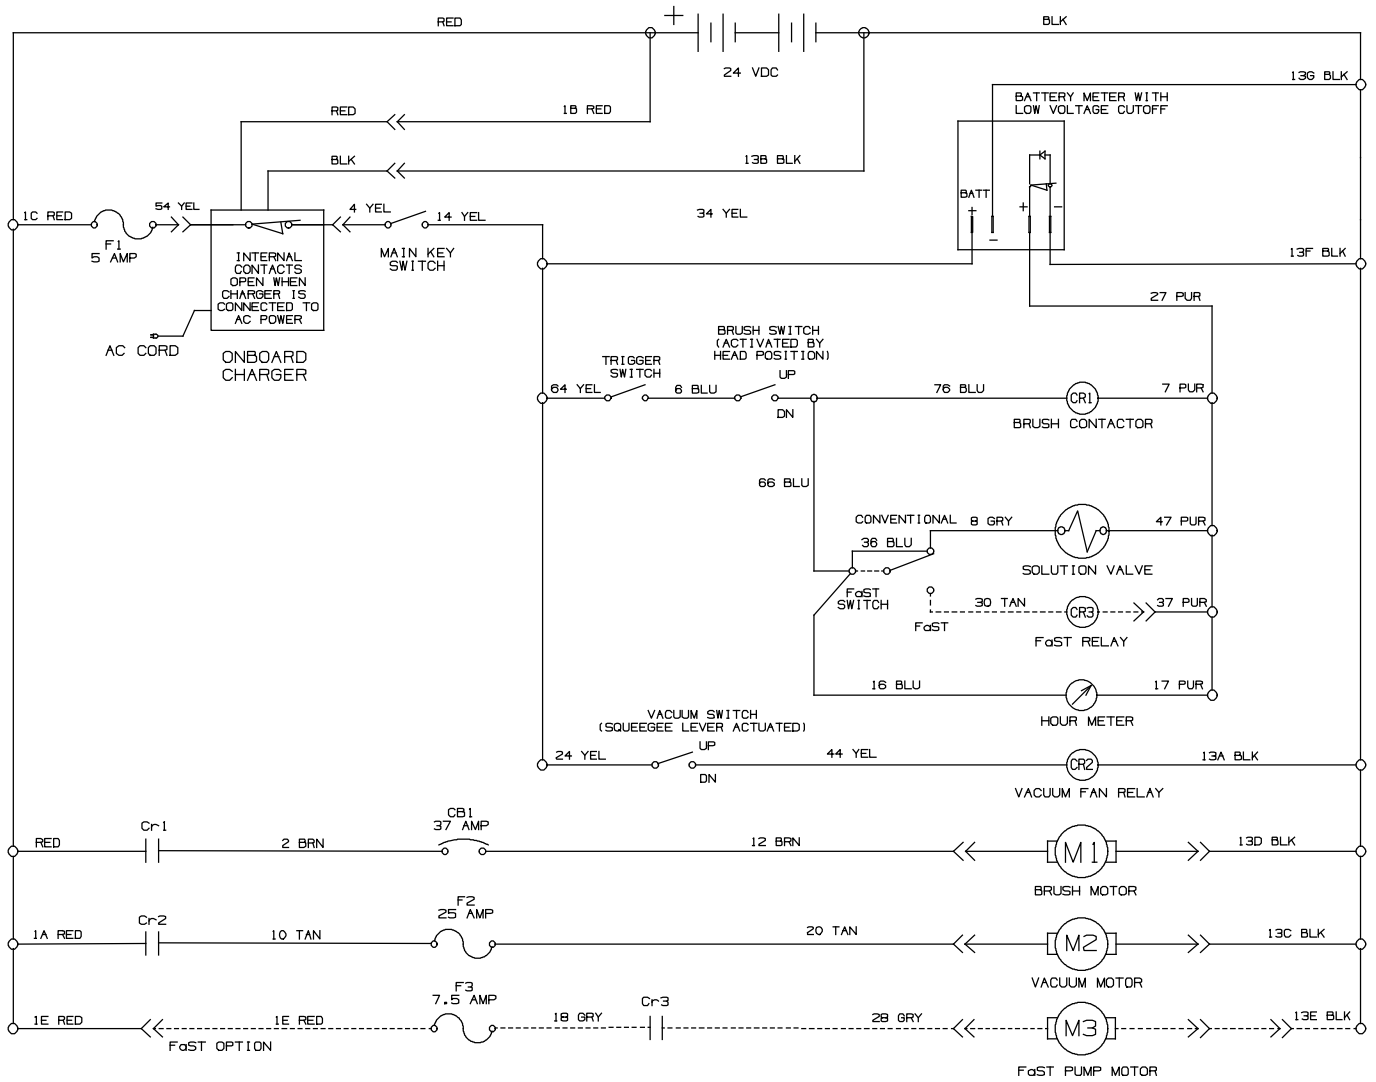 RED
+
BLK
24 VDC
13G BLK
BATTERY METER WITH
LOW VOLTAGE CUTOFF
RED
1B RED
BLK
13B BLK
BATT
+
−
+
−
1C RED
F1
5 AMP
54 YEL
4 YEL
14 YEL
34 YEL
MAIN KEY
SWITCH
INTERNAL
CONTACTS
OPEN WHEN
CHARGER IS
CONNECTED TO
AC POWER
AC CORD
ONBOARD
CHARGER
13F BLK
27 PUR
BRUSH SWITCH
(ACTIVATED BY
HEAD POSITION)
TRIGGER
SWITCH
UP
DN
64 YEL
6 BLU
76 BLU
CR1
7 PUR
BRUSH CONTACTOR
66 BLU
CONVENTIONAL
8 GRY
47 PUR
36 BLU
SOLUTION VALVE
FaST
SWITCH
30 TAN
CR3
37 PUR
FaST
FaST RELAY
16 BLU
17 PUR
HOUR METER
VACUUM SWITCH
(SQUEEGEE LEVER ACTUATED)
UP
DN
24 YEL
44 YEL
CR2
13A BLK
VACUUM FAN RELAY
RED
Cr1
2 BRN
CB1
37 AMP
12 BRN
M1
13D BLK
BRUSH MOTOR
1A RED
Cr2
10 TAN
F2
25 AMP
20 TAN
M2
13C BLK
VACUUM MOTOR
1E RED
FaST OPTION
1E RED
F3
7.5 AMP
18 GRY
Cr3
28 GRY
M3
13E BLK
FaST PUMP MOTOR